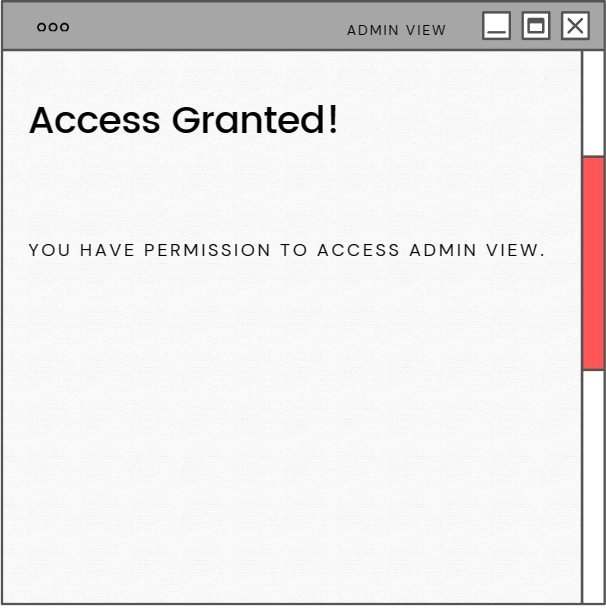 ADMIN VIEW
Access Granted!
YOU HAVE PERMISSION TO ACCESS ADMIN VIEW.